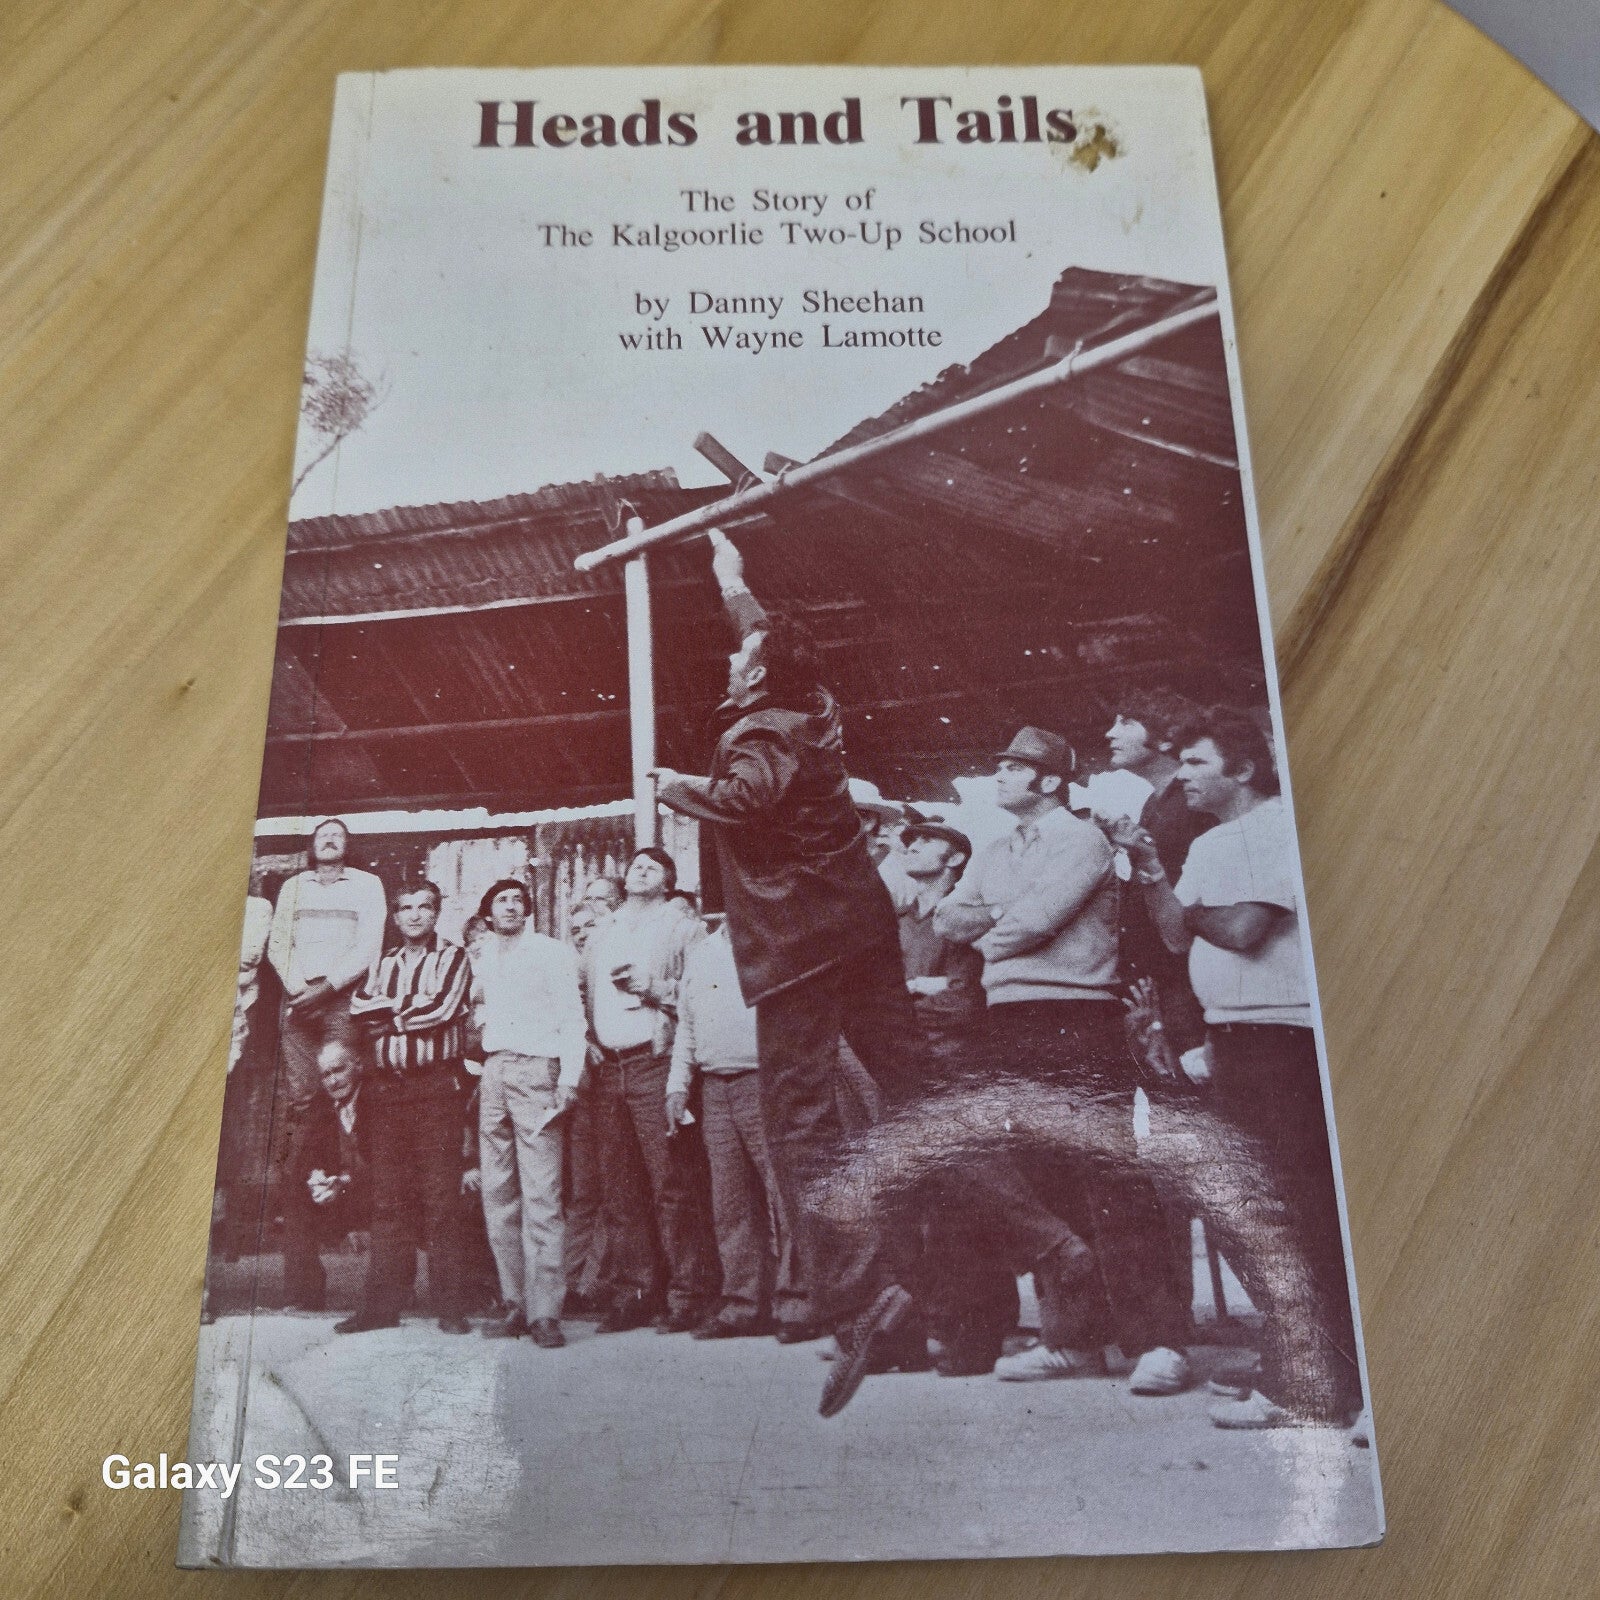 Heads and Tails
The Story of
The Kalgoorlie Two-Up School
by Danny Sheehan
with Wayne Lamotte
Galaxy S23 FE